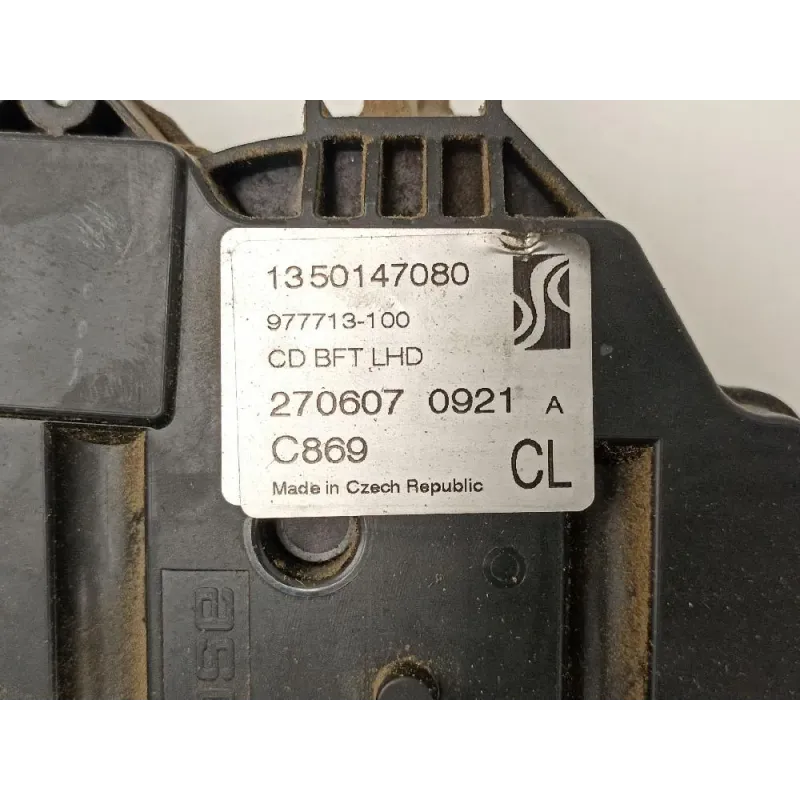 1350147080
977713-100
CD BFT LHD
270607 0921 A
C869
CL
Made in Czech Republic